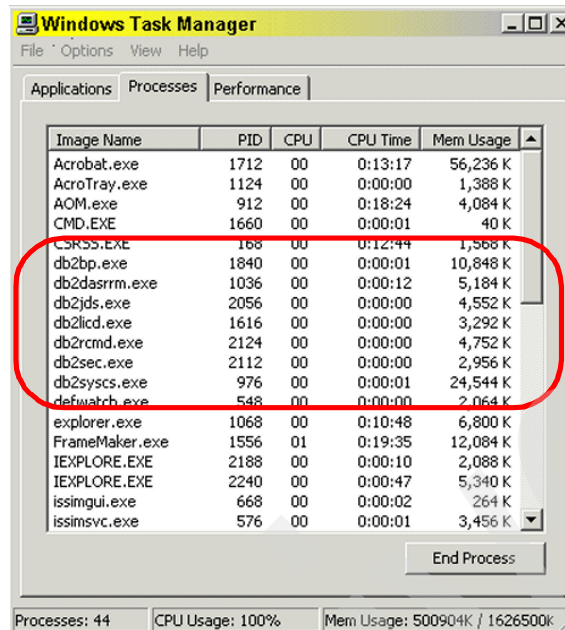 Windows Task Manager
File Options View Help
Applications Processes Performance
Image Name PID CPU CPU Time Mem Usage
Acrobat.exe 1712 00 0:13:17 56,236 K
AcroTray.exe 1124 00 0:00:00 1,388 K
AOM.exe 912 00 0:18:24 4,084 K
CMD.EXE 1660 00 0:00:01 40 K
CSRSS.EXE 168 00 0:12:44 1,568 K
db2bp.exe 1840 00 0:00:01 10,848 K
db2dasrrm.exe 1036 00 0:00:12 5,184 K
db2jds.exe 2056 00 0:00:00 4,552 K
db2licd.exe 1616 00 0:00:00 3,292 K
db2rcmd.exe 2124 00 0:00:00 4,752 K
db2sec.exe 2112 00 0:00:00 2,956 K
db2syscs.exe 976 00 0:00:01 24,544 K
defwatch.exe 548 00 0:00:00 2,064 K
explorer.exe 1068 00 0:10:48 6,800 K
FrameMaker.exe 1556 01 0:19:35 12,084 K
IEXPLORE.EXE 2188 00 0:00:10 2,088 K
IEXPLORE.EXE 2240 00 0:00:47 5,340 K
issimgui.exe 668 00 0:00:02 264 K
issimsvc.exe 576 00 0:00:01 3,456 K
End Process
Processes: 44 CPU Usage: 100% Mem Usage: 500904K / 1626500K